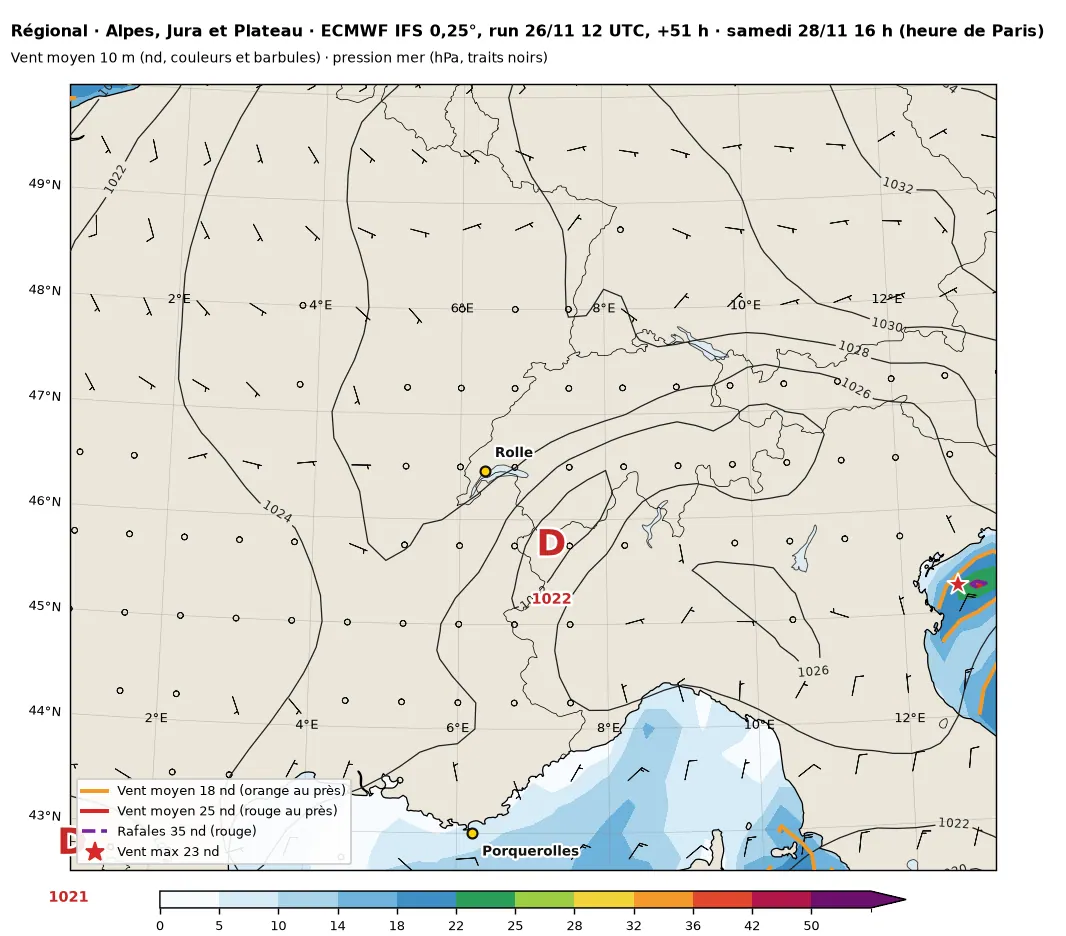 Régional · Alpes, Jura et Plateau · ECMWF IFS 0,25°, run 26/11 12 UTC, +51 h · samedi 28/11 16 h (heure de Paris)
Vent moyen 10 m (nd, couleurs et barbules) · pression mer (hPa, traits noirs)
1022
49°N
1032
48°N
2°E
4°E
6°E
8°E
10°E
12°E
1030
1028
1026
47°N
Rolle
46°N
1024
D
1022
45°N
1026
44°N
2°E
4°E
6°E
8°E
10°E
12°E
43°N
1022
Porquerolles
Vent moyen 18 nd (orange au près)
Vent moyen 25 nd (rouge au près)
Rafales 35 nd (rouge)
Vent max 23 nd
D
1021
0 5 10 14 18 22 25 28 32 36 42 50